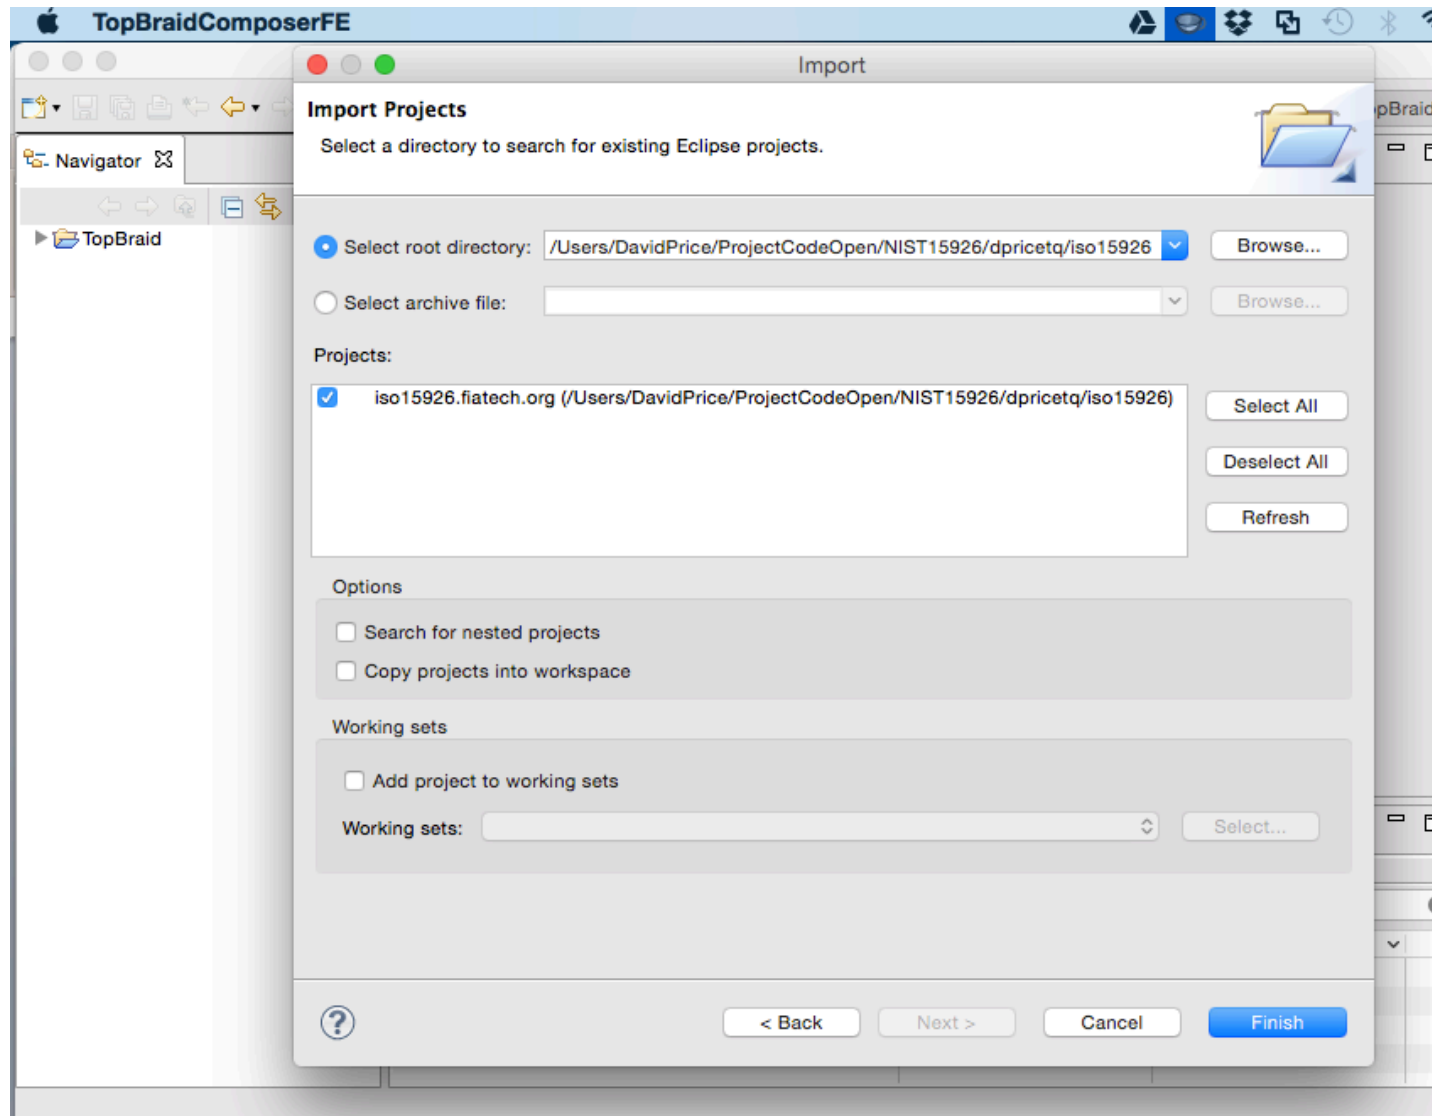 TopBraidComposerFE
Import
Import Projects
Select a directory to search for existing Eclipse projects.
pBraid
Navigator
TopBraid
Select root directory: /Users/DavidPrice/ProjectCodeOpen/NIST15926/dpricetq/iso15926 Browse...
Select archive file: Browse...
Projects:
iso15926.fiatech.org (/Users/DavidPrice/ProjectCodeOpen/NIST15926/dpricetq/iso15926)
Select All
Deselect All
Refresh
Options
Search for nested projects
Copy projects into workspace
Working sets
Add project to working sets
Working sets: Select...
? < Back Next > Cancel Finish